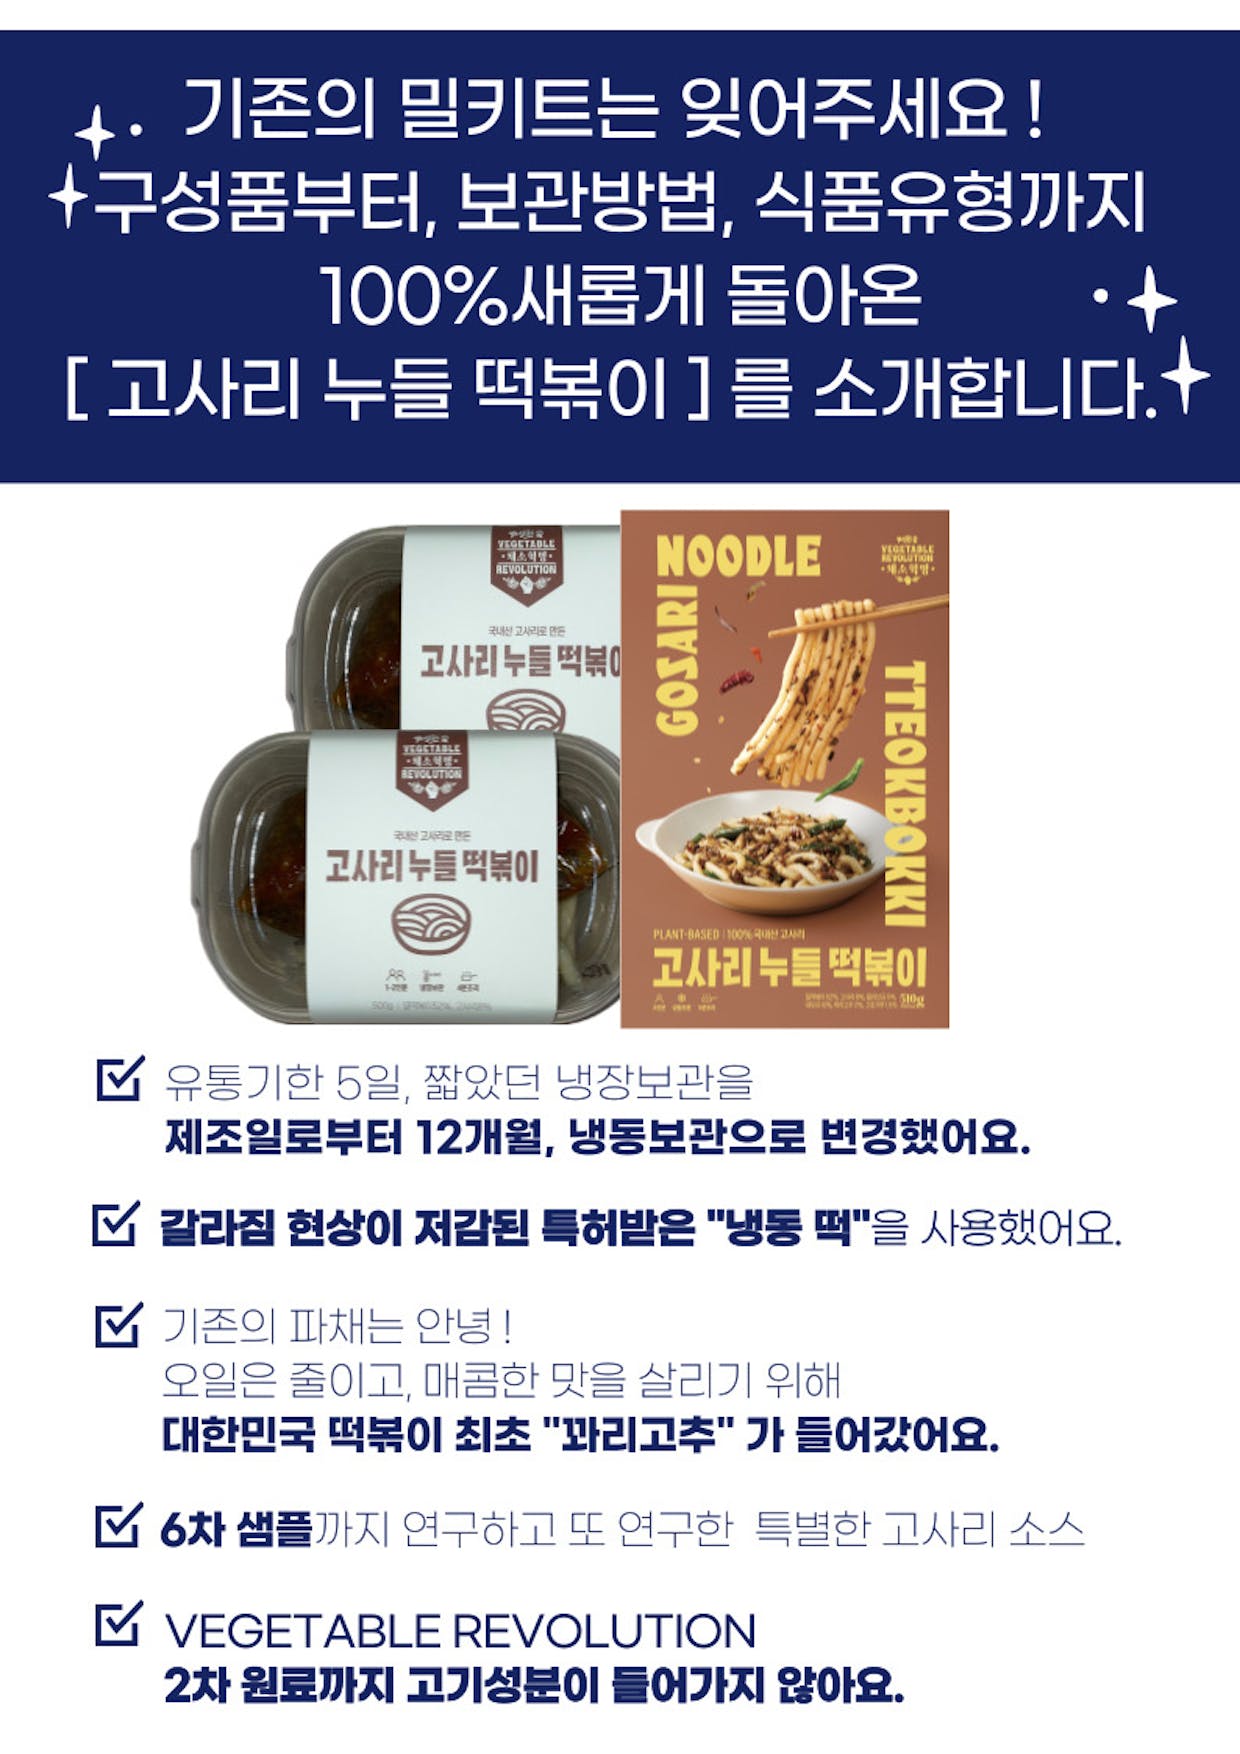 기존의 밀키트는 잊어주세요 !
구성품부터, 보관방법, 식품유형까지
100%새롭게 돌아온
[ 고사리 누들 떡볶이 ] 를 소개합니다.
VEGETABLE
·채소혁명·
REVOLUTION
국내산 고사리로 만든
고사리 누들 떡볶이
VEGETABLE
·채소혁명·
REVOLUTION
국내산 고사리로 만든
고사리 누들 떡볶이
1-2인분 냉장보관 4분조리
500g
NOODLE
GOSARI
TTEOKBOKKI
VEGETABLE
REVOLUTION
·채소혁명·
PLANT-BASED | 100% 국내산 고사리
고사리 누들 떡볶이
510g
유통기한 5일, 짧았던 냉장보관을
제조일로부터 12개월, 냉동보관으로 변경했어요.
갈라짐 현상이 저감된 특허받은 "냉동 떡"을 사용했어요.
기존의 파채는 안녕 !
오일은 줄이고, 매콤한 맛을 살리기 위해
대한민국 떡볶이 최초 "꽈리고추" 가 들어갔어요.
6차 샘플까지 연구하고 또 연구한 특별한 고사리 소스
VEGETABLE REVOLUTION
2차 원료까지 고기성분이 들어가지 않아요.